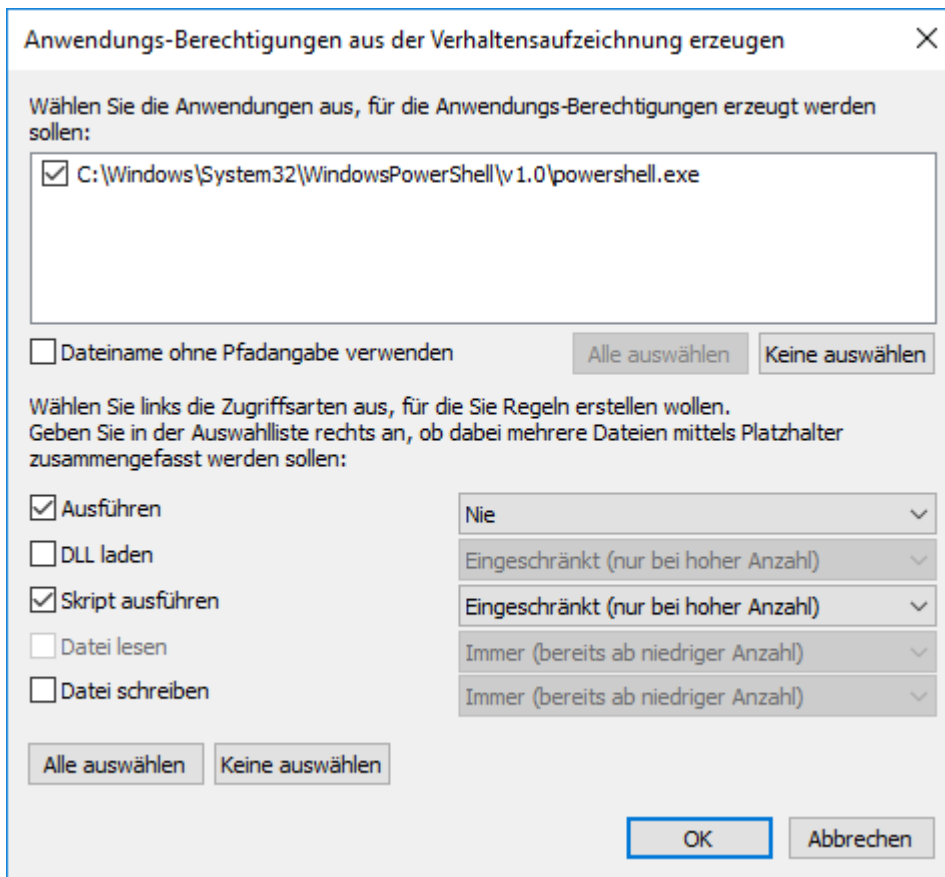 Anwendungs-Berechtigungen aus der Verhaltensaufzeichnung erzeugen
Wählen Sie die Anwendungen aus, für die Anwendungs-Berechtigungen erzeugt werden
sollen:
C:\Windows\System32\WindowsPowerShell\v1.0\powershell.exe
Dateiname ohne Pfadangabe verwenden
Alle auswählen
Keine auswählen
Wählen Sie links die Zugriffsarten aus, für die Sie Regeln erstellen wollen.
Geben Sie in der Auswahlliste rechts an, ob dabei mehrere Dateien mittels Platzhalter
zusammengefasst werden sollen:
Ausführen
Nie
DLL laden
Eingeschränkt (nur bei hoher Anzahl)
Skript ausführen
Eingeschränkt (nur bei hoher Anzahl)
Datei lesen
Immer (bereits ab niedriger Anzahl)
Datei schreiben
Immer (bereits ab niedriger Anzahl)
Alle auswählen
Keine auswählen
OK
Abbrechen